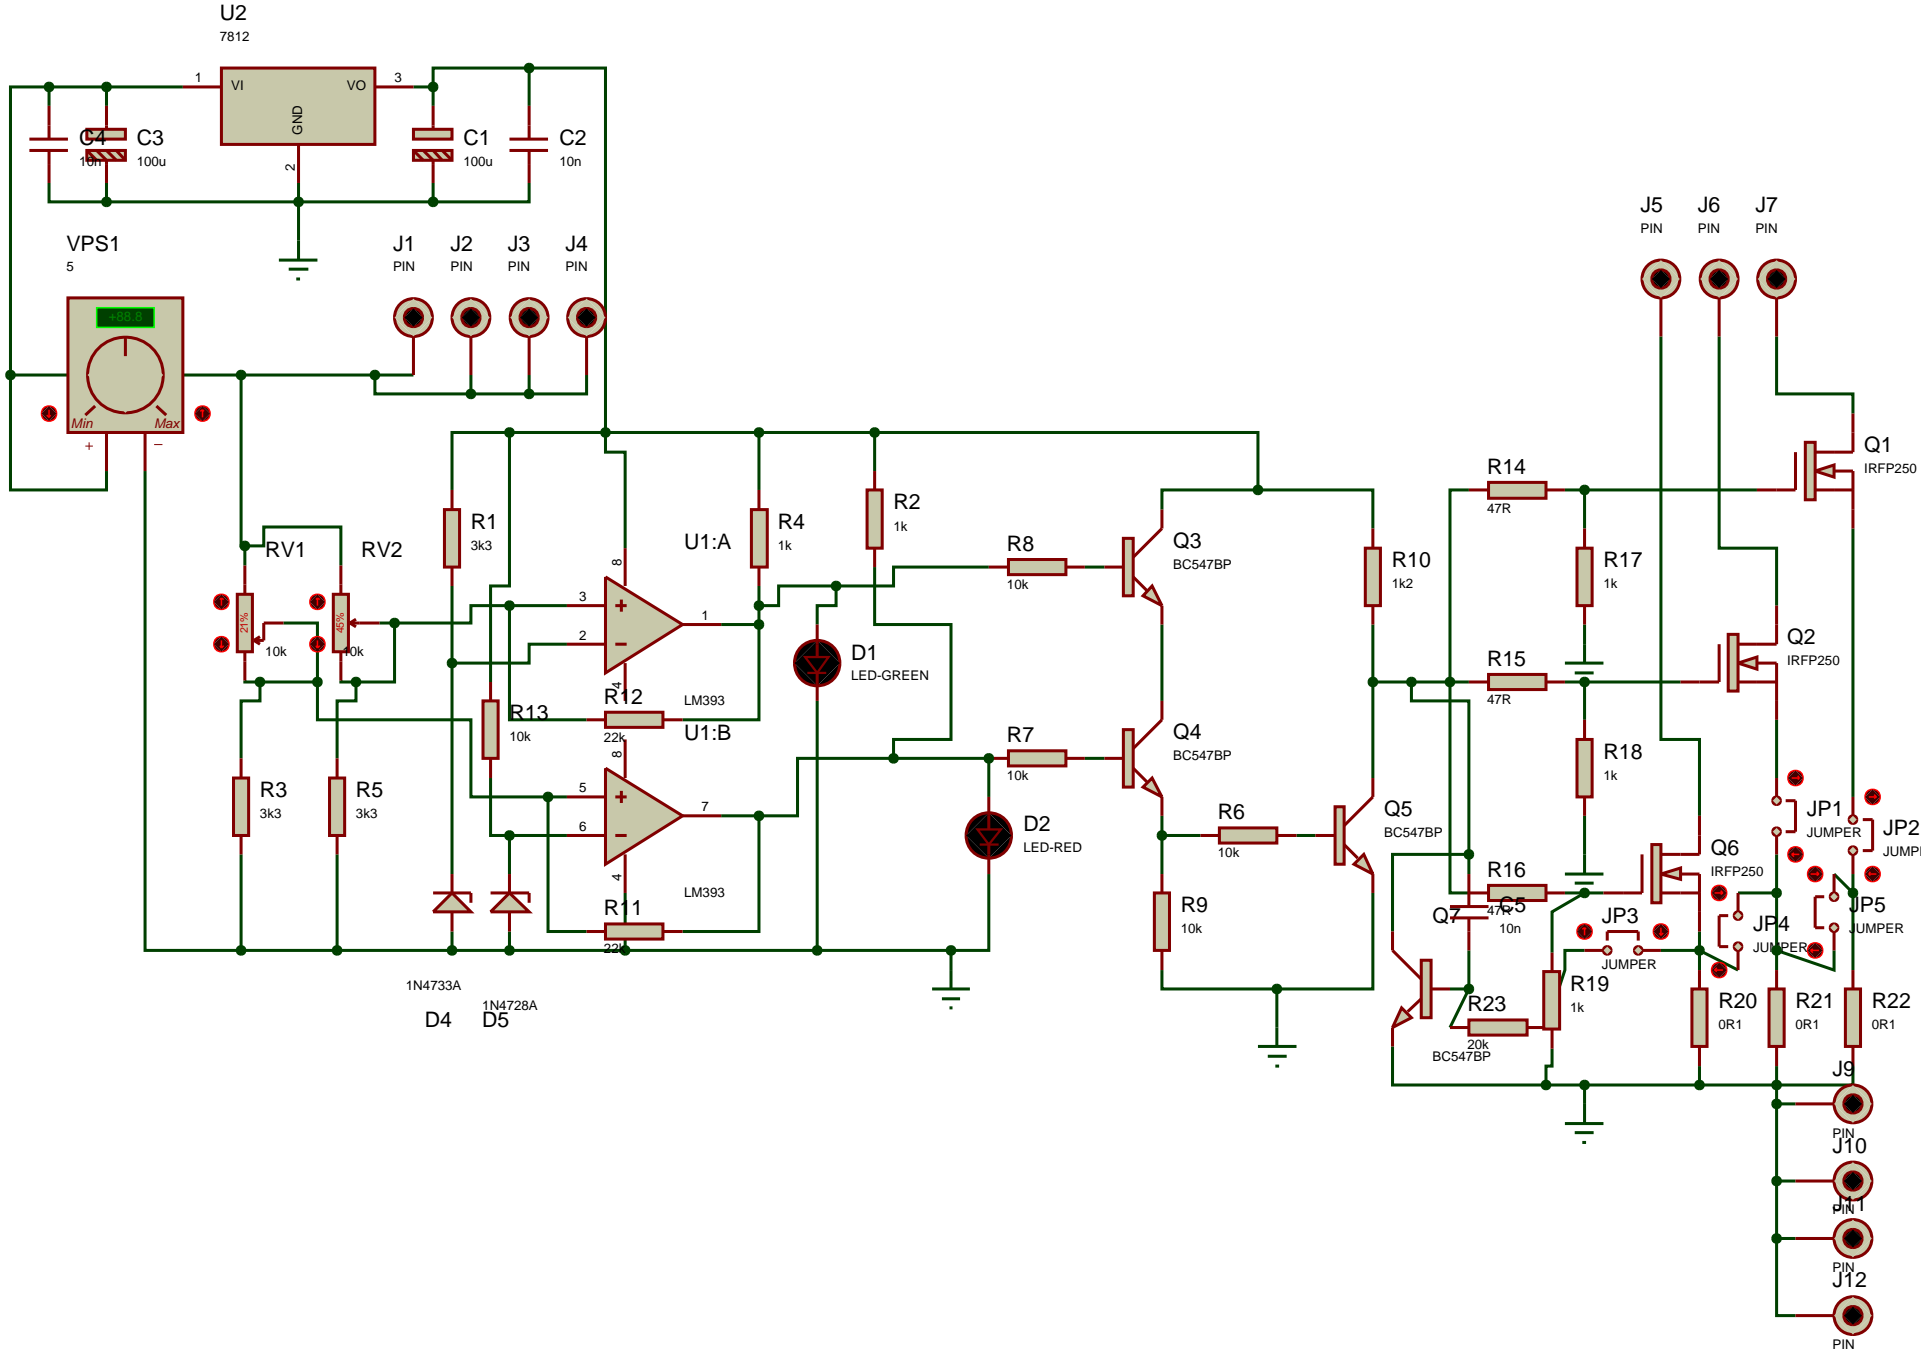 U2
7812
1
VI
VO
3
GND
2
C4
10n
C3
100u
C1
100u
C2
10n
VPS1
5
+88.8
Min
Max
+
−
J1
PIN
J2
PIN
J3
PIN
J4
PIN
J5
PIN
J6
PIN
J7
PIN
RV1
21%
10k
RV2
45%
10k
R1
3k3
R3
3k3
R5
3k3
R13
10k
U1:A
8
3
2
1
4
LM393
R12
22k
U1:B
8
5
6
7
4
LM393
R11
22k
1N4733A
D4
1N4728A
D5
R4
1k
R2
1k
D1
LED-GREEN
D2
LED-RED
R8
10k
R7
10k
Q3
BC547BP
Q4
BC547BP
R6
10k
R9
10k
R10
1k2
Q5
BC547BP
R14
47R
R15
47R
R16
47R
R17
1k
R18
1k
Q1
IRFP250
Q2
IRFP250
Q6
IRFP250
Q7
BC547BP
C5
10n
R23
20k
R19
1k
JP1
JUMPER
JP2
JP3
JUMPER
JP4
JUMPER
JP5
JUMPER
R20
0R1
R21
0R1
R22
0R1
J9
PIN
J10
PIN
J11
PIN
J12
PIN